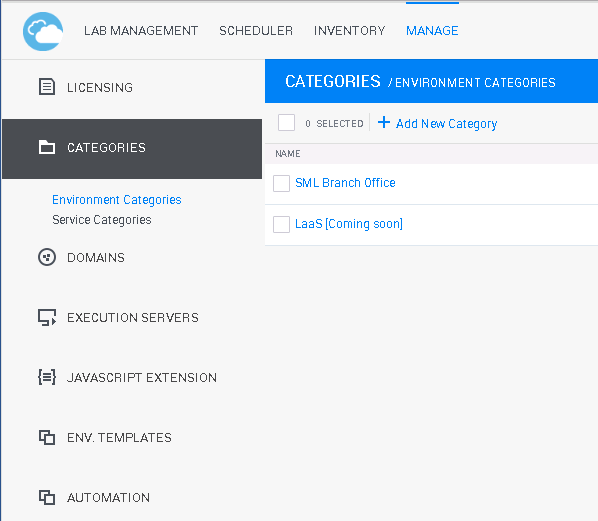 LAB MANAGEMENT SCHEDULER INVENTORY MANAGE
LICENSING
CATEGORIES
Environment Categories
Service Categories
DOMAINS
EXECUTION SERVERS
JAVASCRIPT EXTENSION
ENV. TEMPLATES
AUTOMATION
CATEGORIES / ENVIRONMENT CATEGORIES
0 SELECTED + Add New Category
NAME
SML Branch Office
LaaS [Coming soon]